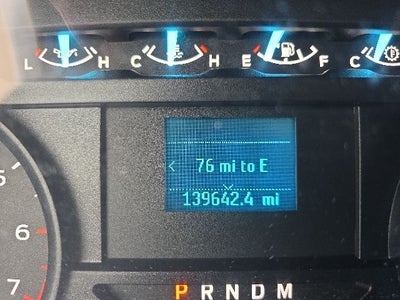 L H C H E F C
76 mi to E
139642.4 mi
5
6
7
P R N D M